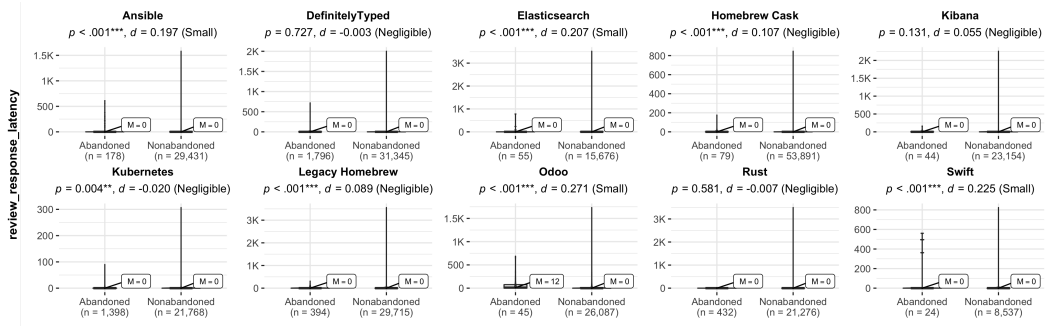 review_response_latency
Ansible
p < .001***, d = 0.197 (Small)
1.5K
1K
500
0
M = 0
M = 0
Abandoned
(n = 178)
Nonabandoned
(n = 29,431)
DefinitelyTyped
p = 0.727, d = -0.003 (Negligible)
2K
1.5K
1K
500
0
M = 0
M = 0
Abandoned
(n = 1,796)
Nonabandoned
(n = 31,345)
Elasticsearch
p < .001***, d = 0.207 (Small)
3K
2K
1K
0
M = 0
M = 0
Abandoned
(n = 55)
Nonabandoned
(n = 15,676)
Homebrew Cask
p < .001***, d = 0.107 (Negligible)
800
600
400
200
0
M = 0
M = 0
Abandoned
(n = 79)
Nonabandoned
(n = 53,891)
Kibana
p = 0.131, d = 0.055 (Negligible)
2K
1.5K
1K
500
0
M = 0
M = 0
Abandoned
(n = 44)
Nonabandoned
(n = 23,154)
Kubernetes
p = 0.004**, d = -0.020 (Negligible)
300
200
100
0
M = 0
M = 0
Abandoned
(n = 1,398)
Nonabandoned
(n = 21,768)
Legacy Homebrew
p < .001***, d = 0.089 (Negligible)
3K
2K
1K
0
M = 0
M = 0
Abandoned
(n = 394)
Nonabandoned
(n = 29,715)
Odoo
p < .001***, d = 0.271 (Small)
1.5K
1K
500
0
M = 12
M = 0
Abandoned
(n = 45)
Nonabandoned
(n = 26,087)
Rust
p = 0.581, d = -0.007 (Negligible)
3K
2K
1K
0
M = 0
M = 0
Abandoned
(n = 432)
Nonabandoned
(n = 21,276)
Swift
p < .001***, d = 0.225 (Small)
800
600
400
200
0
M = 0
M = 0
Abandoned
(n = 24)
Nonabandoned
(n = 8,537)